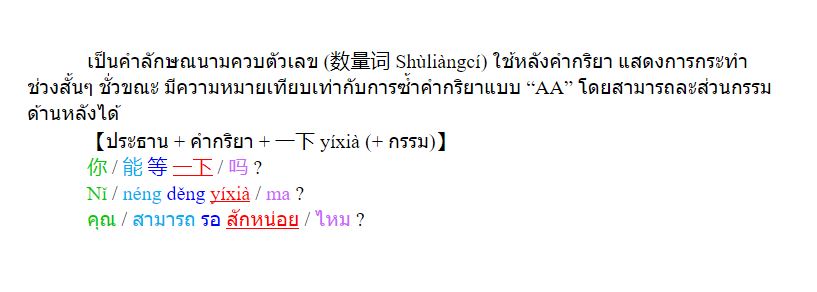 เป็นคำลักษณนามควบตัวเลข (数量词 Shùliàngcí) ใช้หลังคำกริยา แสดงการกระทำ
ช่วงสั้นๆ ชั่วขณะ มีความหมายเทียบเท่ากับการซ้ำคำกริยาแบบ “AA” โดยสามารถละส่วนกรรม
ด้านหลังได้
【ประธาน + คำกริยา + 一下 yíxià (+ กรรม)】
你 / 能 等 一下 / 吗 ?
Nǐ / néng děng yíxià / ma ?
คุณ / สามารถ รอ สักหน่อย / ไหม ?